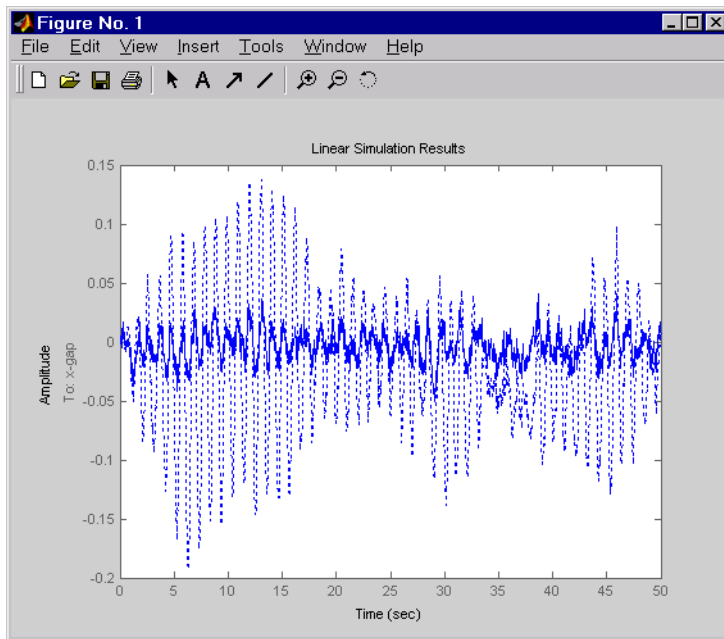 Figure No. 1
File Edit View Insert Tools Window Help
A
Linear Simulation Results
Amplitude
To: x-gap
0.15
0.1
0.05
0
-0.05
-0.1
-0.15
-0.2
0 5 10 15 20 25 30 35 40 45 50
Time (sec)